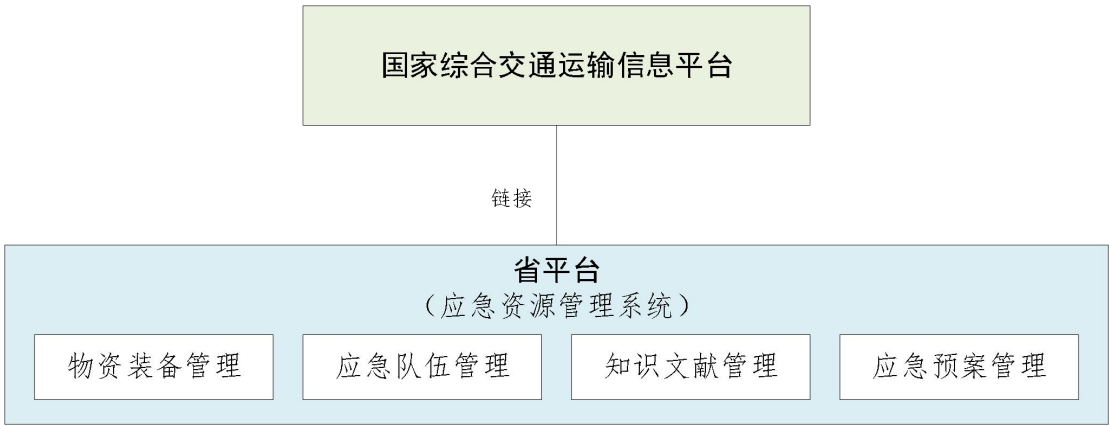 国家综合交通运输信息平台
链接
省平台
（应急资源管理系统）
物资装备管理
应急队伍管理
知识文献管理
应急预案管理